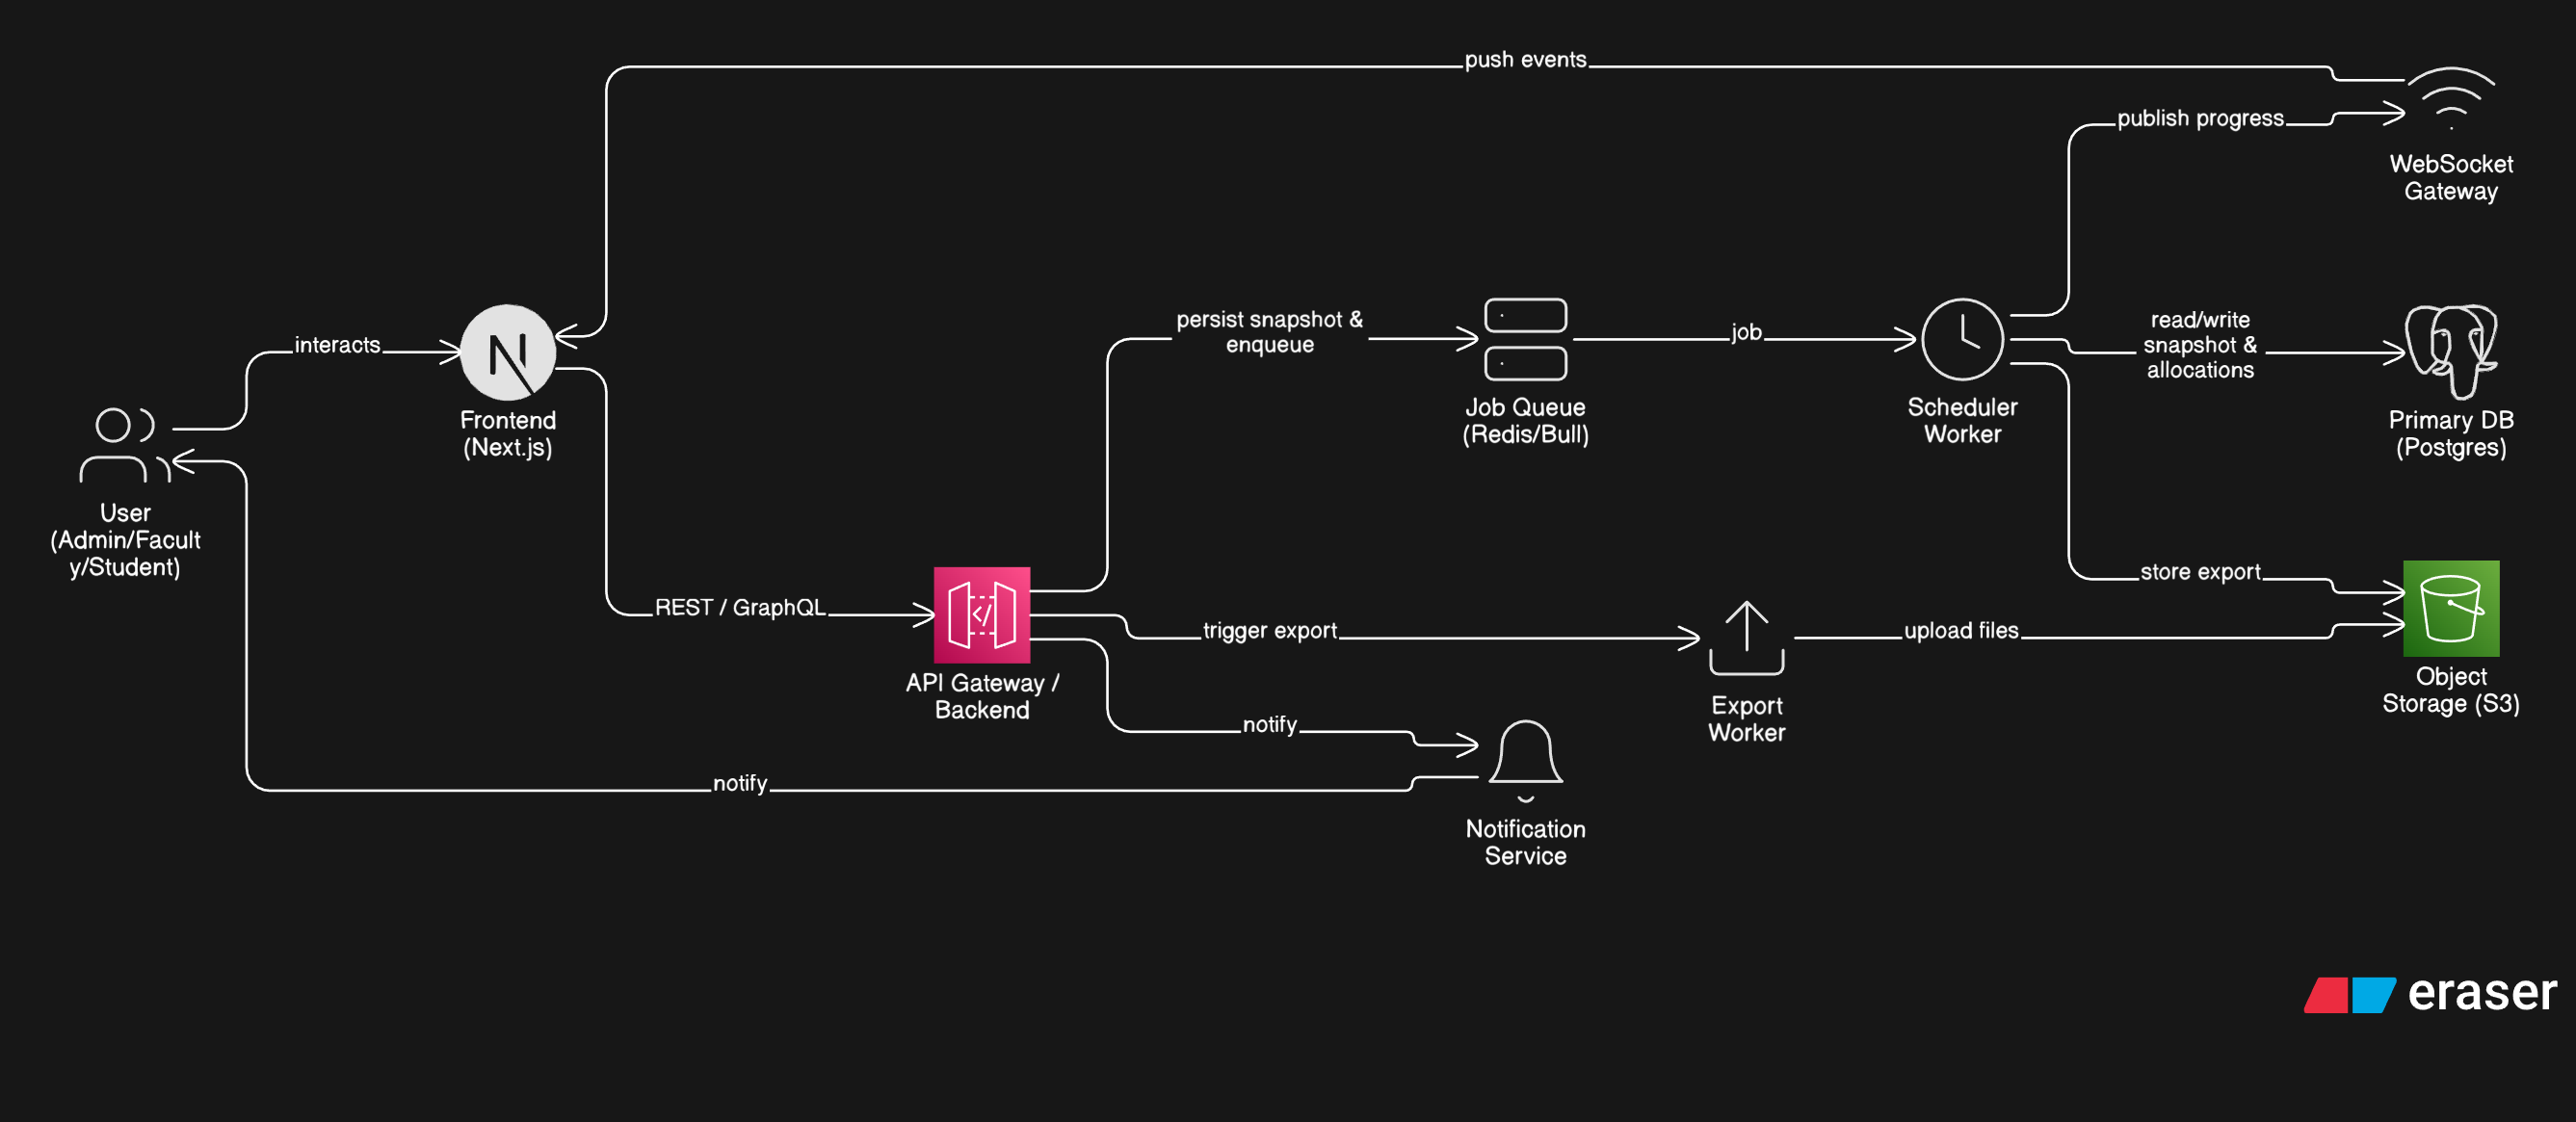 push events
publish progress
WebSocket
Gateway
interacts
Frontend
(Next.js)
persist snapshot &
enqueue
Job Queue
(Redis/Bull)
job
Scheduler
Worker
read/write
snapshot &
allocations
Primary DB
(Postgres)
User
(Admin/Facult
y/Student)
REST / GraphQL
API Gateway /
Backend
trigger export
Export
Worker
upload files
store export
Object
Storage (S3)
notify
notify
Notification
Service
eraser